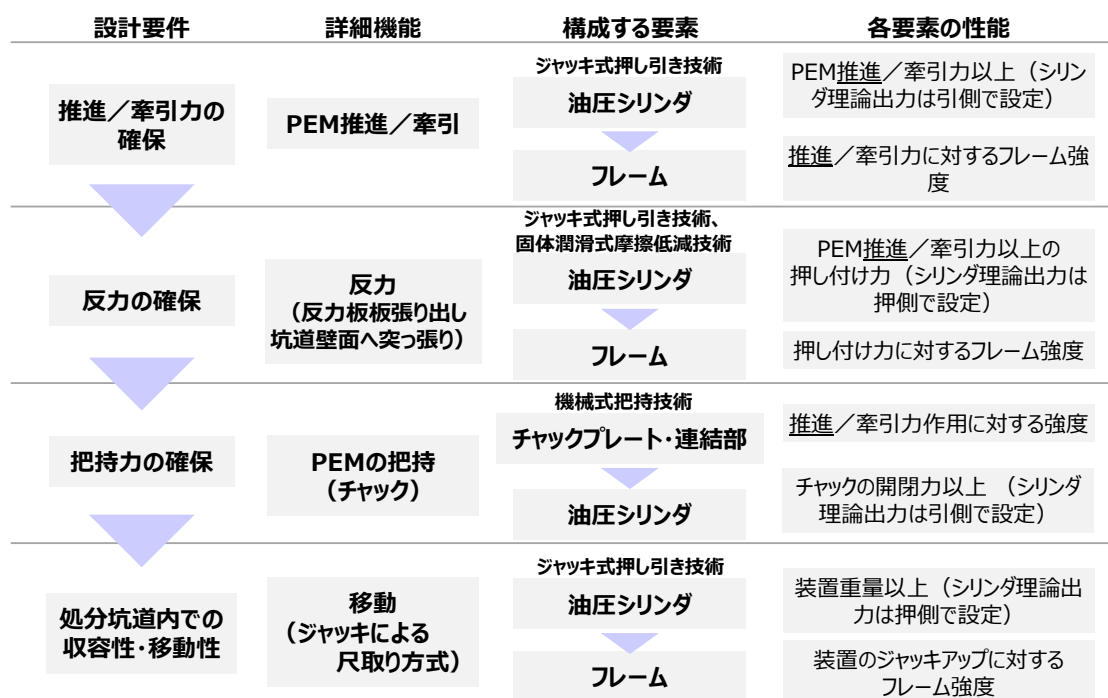 設計要件
詳細機能
構成する要素
各要素の性能
推進／牽引力の
確保
PEM推進／牽引
ジャッキ式押し引き技術
油圧シリンダ
フレーム
PEM推進／牽引力以上（シリン
ダ理論出力は引側で設定）
推進／牽引力に対するフレーム強
度
反力の確保
反力
（反力板板張り出し
坑道壁面へ突っ張り）
ジャッキ式押し引き技術、
固体潤滑式摩擦低減技術
油圧シリンダ
フレーム
PEM推進／牽引力以上の
押し付け力（シリンダ理論出力は
押側で設定）
押し付け力に対するフレーム強度
把持力の確保
PEMの把持
（チャック）
機械式把持技術
チャックプレート・連結部
油圧シリンダ
推進／牽引力作用に対する強度
チャックの開閉力以上　（シリンダ
理論出力は引側で設定）
処分坑道内での
収容性・移動性
移動
（ジャッキによる
尺取り方式）
ジャッキ式押し引き技術
油圧シリンダ
フレーム
装置重量以上（シリンダ理論出
力は押側で設定）
装置のジャッキアップに対する
フレーム強度